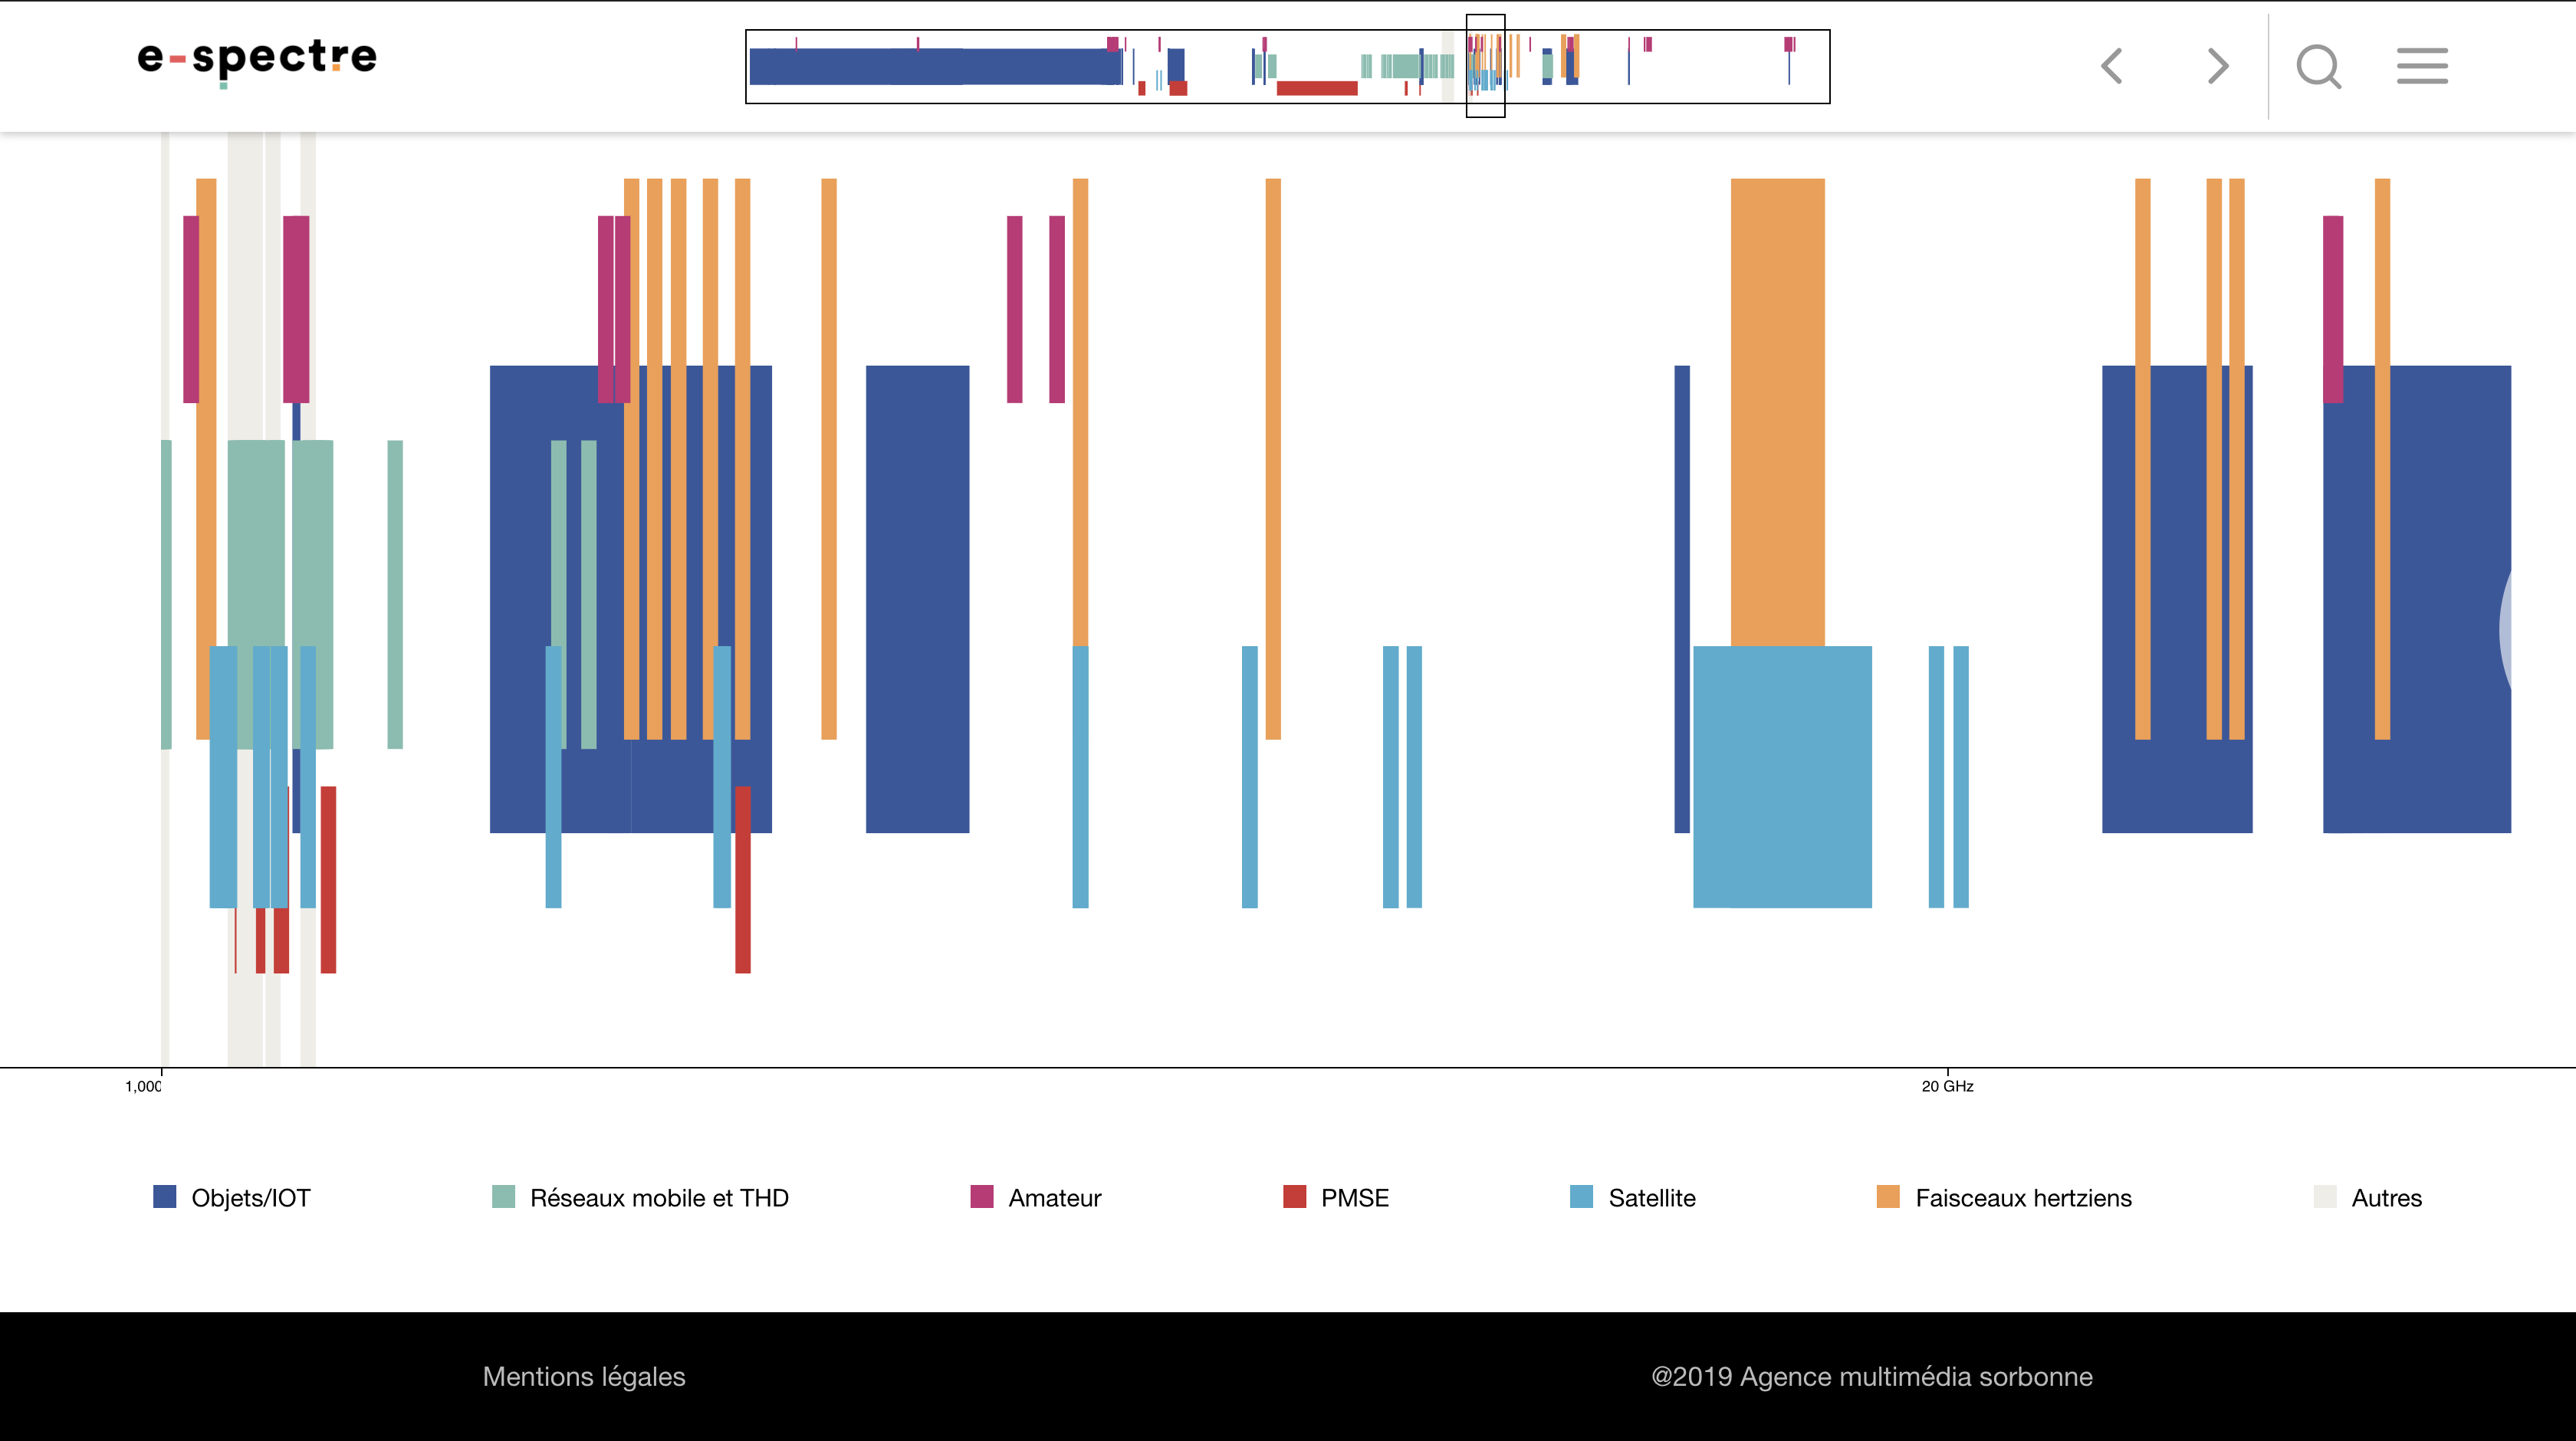 e-spectre
1,000
20 GHz
Objets/IOT
Réseaux mobile et THD
Amateur
PMSE
Satellite
Faisceaux hertziens
Autres
Mentions légales
@2019 Agence multimédia sorbonne